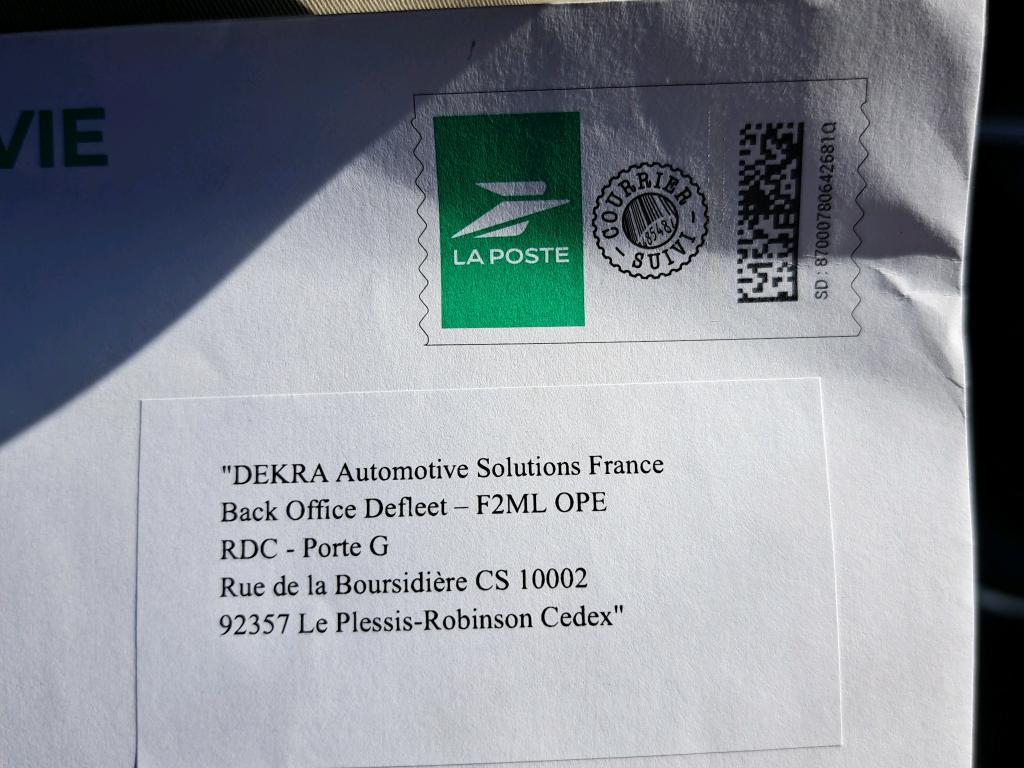 VIE
LA POSTE
COURRIER
SUIVI
SD : 87000780642681Q
"DEKRA Automotive Solutions France
Back Office Defleet – F2ML OPE
RDC - Porte G
Rue de la Boursidière CS 10002
92357 Le Plessis-Robinson Cedex"